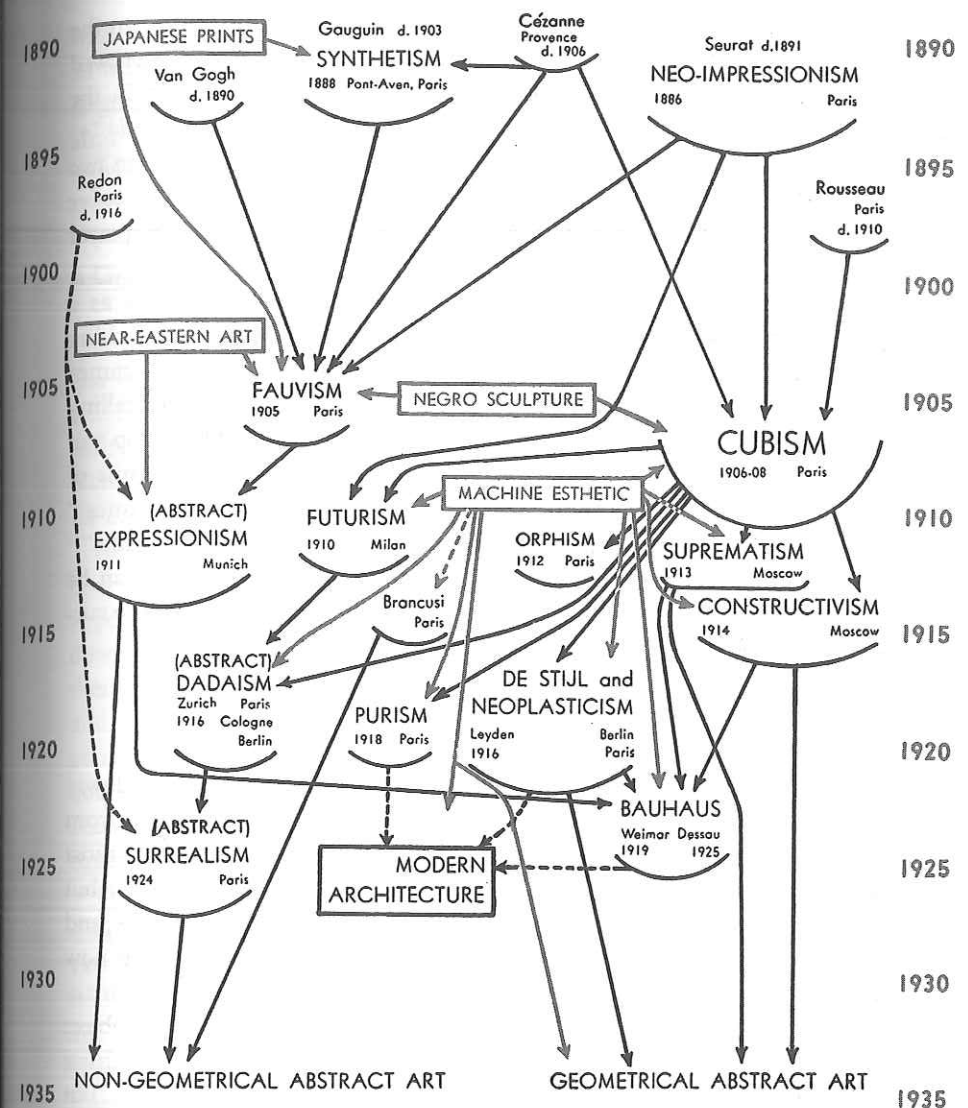 1890
JAPANESE PRINTS
Gauguin d. 1903
SYNTHETISM
1888 Pont-Aven, Paris
Cézanne
Provence
d. 1906
Seurat d.1891
NEO-IMPRESSIONISM
1886 Paris
1890
Van Gogh
d. 1890
1895
1895
Redon
Paris
d. 1916
Rousseau
Paris
d. 1910
1900
1900
NEAR-EASTERN ART
1905
FAUVISM
1905 Paris
NEGRO SCULPTURE
1905
CUBISM
1906-08 Paris
MACHINE ESTHETIC
1910
(ABSTRACT)
EXPRESSIONISM
1911 Munich
FUTURISM
1910 Milan
ORPHISM
1912 Paris
SUPREMATISM
1913 Moscow
1910
Brancusi
Paris
CONSTRUCTIVISM
1914 Moscow
1915
1915
(ABSTRACT)
DADAISM
Zurich Paris
1916 Cologne
Berlin
PURISM
1918 Paris
DE STIJL and
NEOPLASTICISM
Leyden Berlin
1916 Paris
1920
1920
BAUHAUS
Weimar Dessau
1919 1925
(ABSTRACT)
SURREALISM
1924 Paris
MODERN
ARCHITECTURE
1925
1925
1930
1930
NON-GEOMETRICAL ABSTRACT ART
GEOMETRICAL ABSTRACT ART
1935
1935